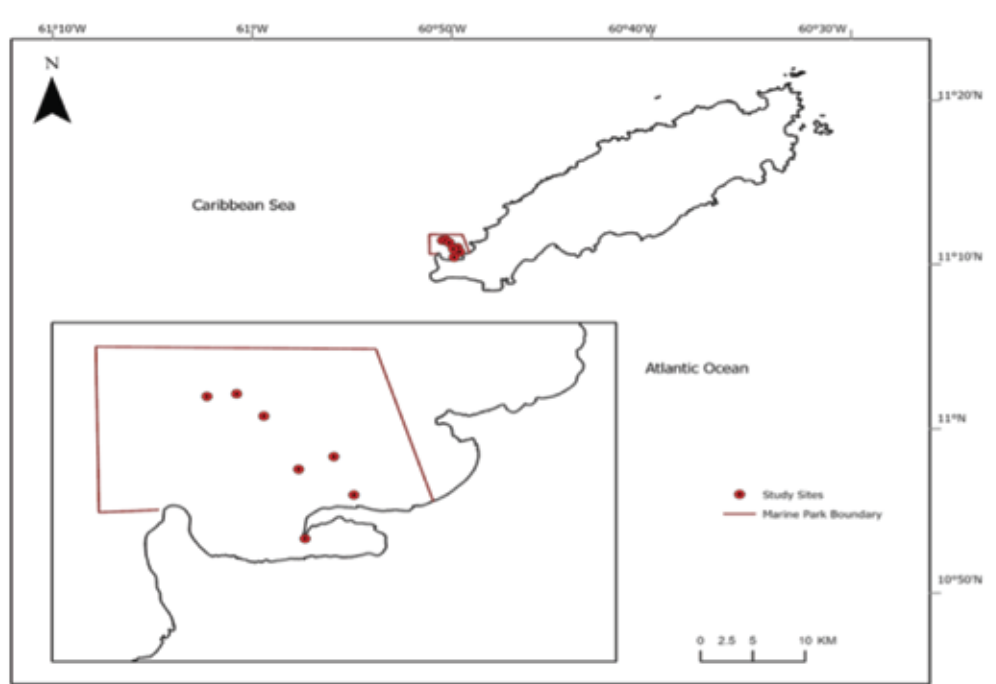 61°10'W 61°W 60°50'W 60°40'W 60°30'W
N
11°20'N
Caribbean Sea
11°10'N
Atlantic Ocean
11°N
Study Sites
Marine Park Boundary
10°50'N
0 2.5 5 10 KM